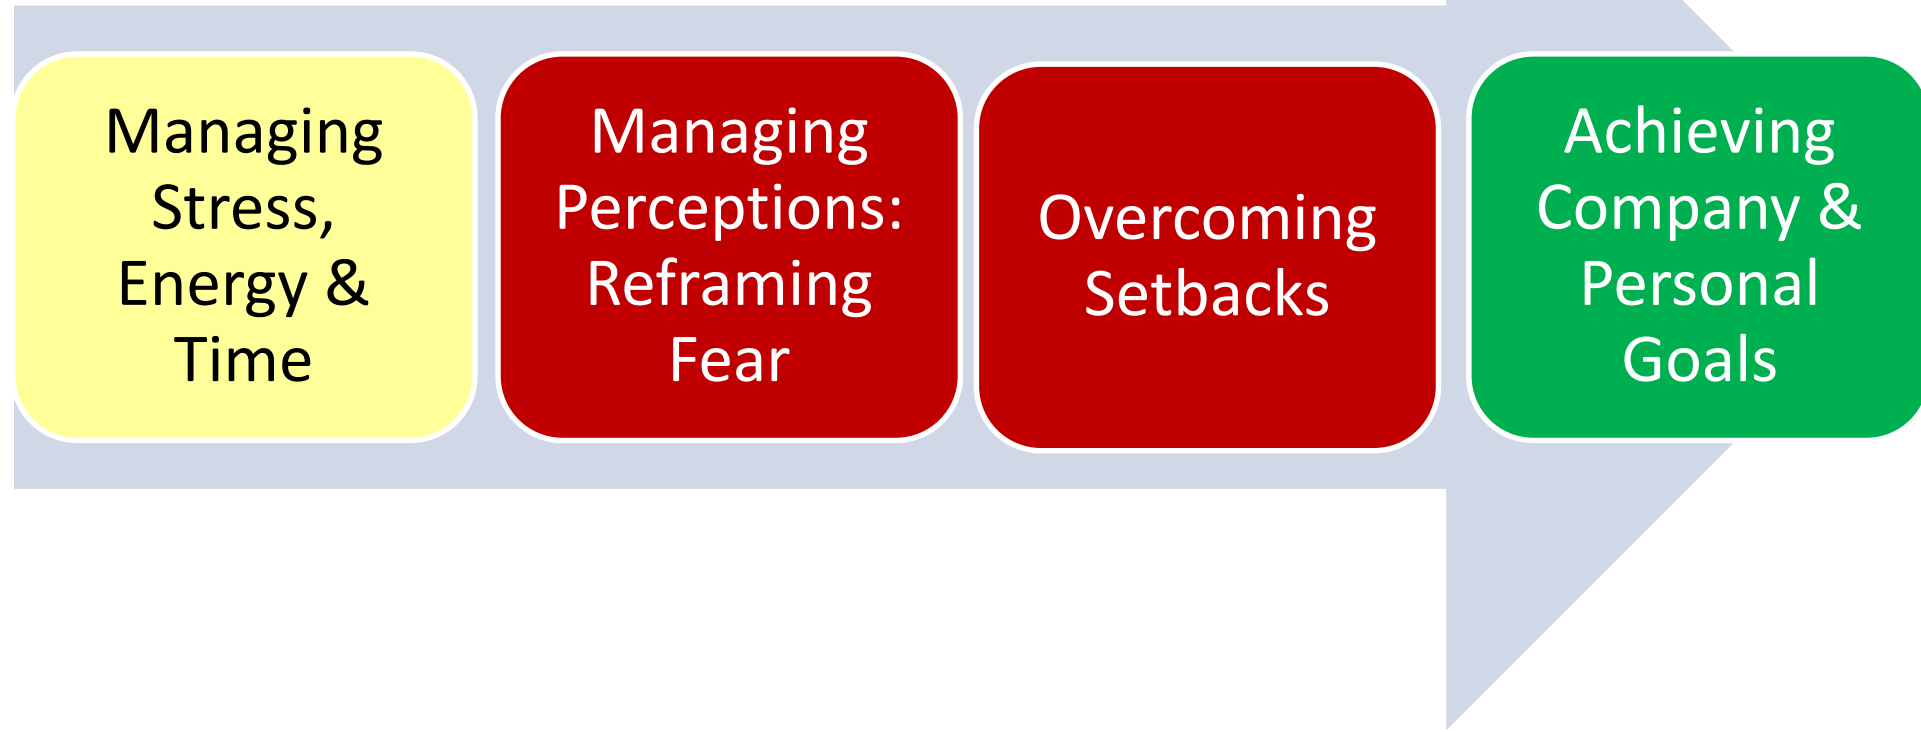 Managing
Stress,
Energy &
Time
Managing
Perceptions:
Reframing
Fear
Overcoming
Setbacks
Achieving
Company &
Personal
Goals